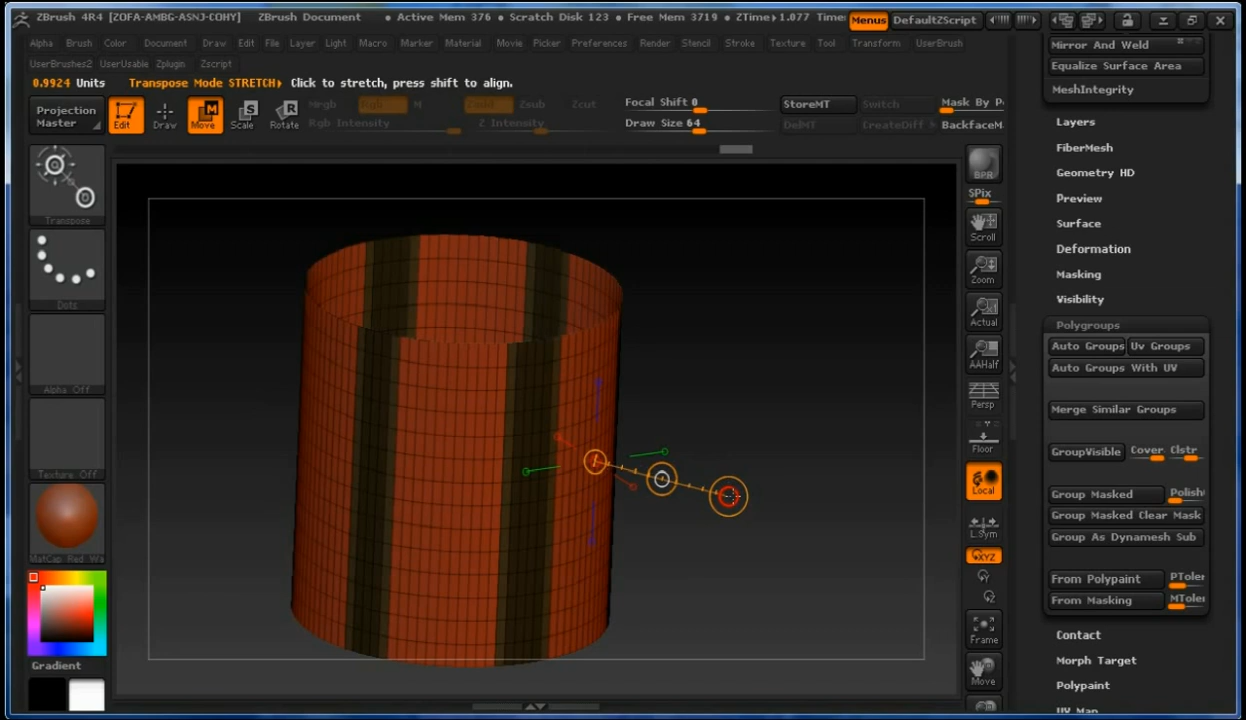 ZBrush 4R4 [ZOFA-AMBG-ASNJ-COHY] ZBrush Document • Active Mem 376 • Scratch Disk 123 • Free Mem 3719 • ZTime▸1.077 Time: Menus DefaultZScript
Alpha Brush Color Document Draw Edit File Layer Light Macro Marker Material Movie Picker Preferences Render Stencil Stroke Texture Tool Transform UserBrush
UserBrushes2 UserUsable Zplugin Zscript
0.9924 Units Transpose Mode STRETCH▸ Click to stretch, press shift to align.
Projection Master
Edit
Draw
Move
Scale
Rotate
Mrgb Rgb M
Rgb Intensity
Zadd Zsub Zcut
Z Intensity
Focal Shift 0
Draw Size 64
StoreMT Switch Mask By P
DelMT CreateDiff BackfaceM
Transpose
Dots
Alpha Off
Texture Off
MatCap Red Wa
Gradient
BPR
SPix
Scroll
Zoom
Actual
AAHalf
Persp
Floor
Local
L.Sym
XYZ
Y
Z
Frame
Move
Mirror And Weld
Equalize Surface Area
MeshIntegrity
Layers
FiberMesh
Geometry HD
Preview
Surface
Deformation
Masking
Visibility
Polygroups
Auto Groups Uv Groups
Auto Groups With UV
Merge Similar Groups
GroupVisible Cover Clstr
Group Masked Polish
Group Masked Clear Mask
Group As Dynamesh Sub
From Polypaint PToler
From Masking MToler
Contact
Morph Target
Polypaint
UV Map